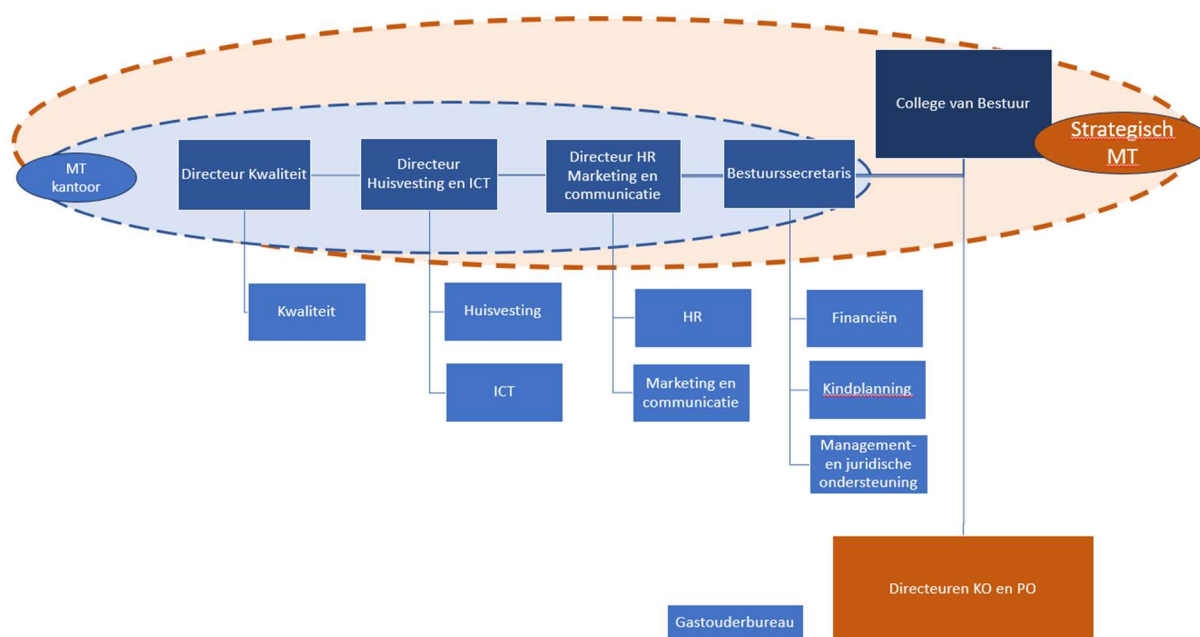 College van Bestuur
Strategisch
MT
MT
kantoor
Directeur Kwaliteit
Directeur
Huisvesting en ICT
Directeur HR
Marketing en
communicatie
Bestuurssecretaris
Kwaliteit
Huisvesting
HR
Financiën
ICT
Marketing en
communicatie
Kindplanning
Management-
en juridische
ondersteuning
Directeuren KO en PO
Gastouderbureau